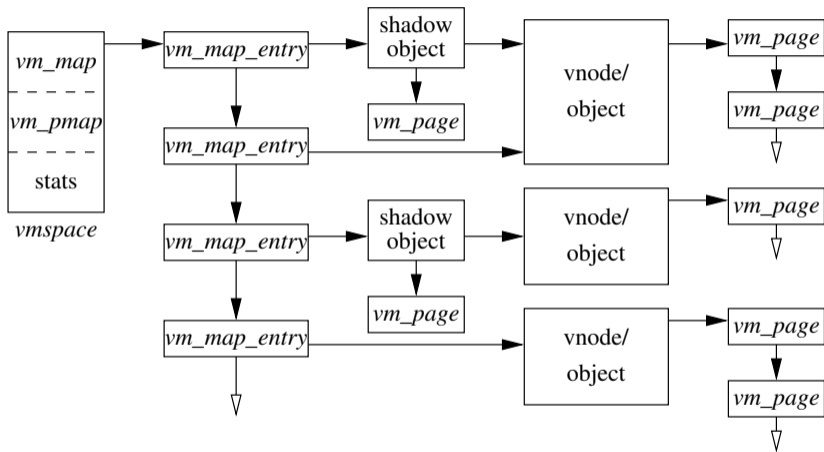 vm_map
vm_pmap
stats
vmspace
vm_map_entry
vm_map_entry
vm_map_entry
vm_map_entry
shadow
object
vm_page
shadow
object
vm_page
vnode/
object
vnode/
object
vnode/
object
vm_page
vm_page
vm_page
vm_page
vm_page